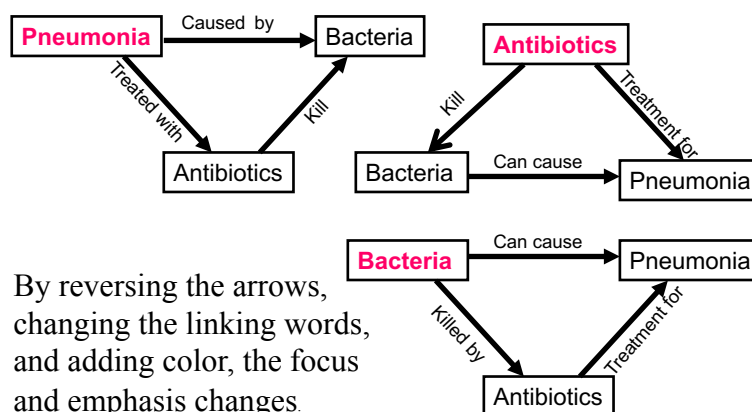 Pneumonia
Caused by
Bacteria
Treated with
Kill
Antibiotics
Antibiotics
Kill
Treatment for
Bacteria
Can cause
Pneumonia
Bacteria
Can cause
Pneumonia
Killed by
Treatment for
Antibiotics
By reversing the arrows,
changing the linking words,
and adding color, the focus
and emphasis changes.